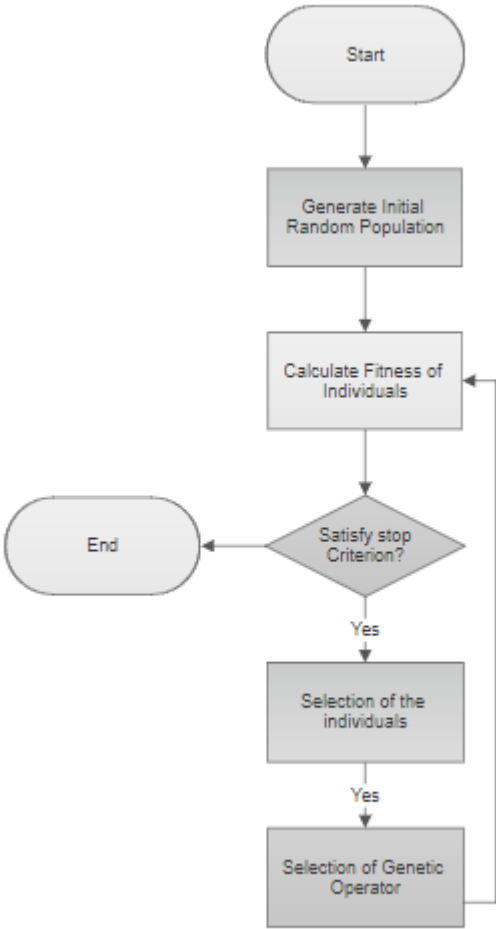 Start
Generate Initial
Random Population
Calculate Fitness of
Individuals
Satisfy stop
Criterion?
End
Yes
Selection of the
individuals
Yes
Selection of Genetic
Operator